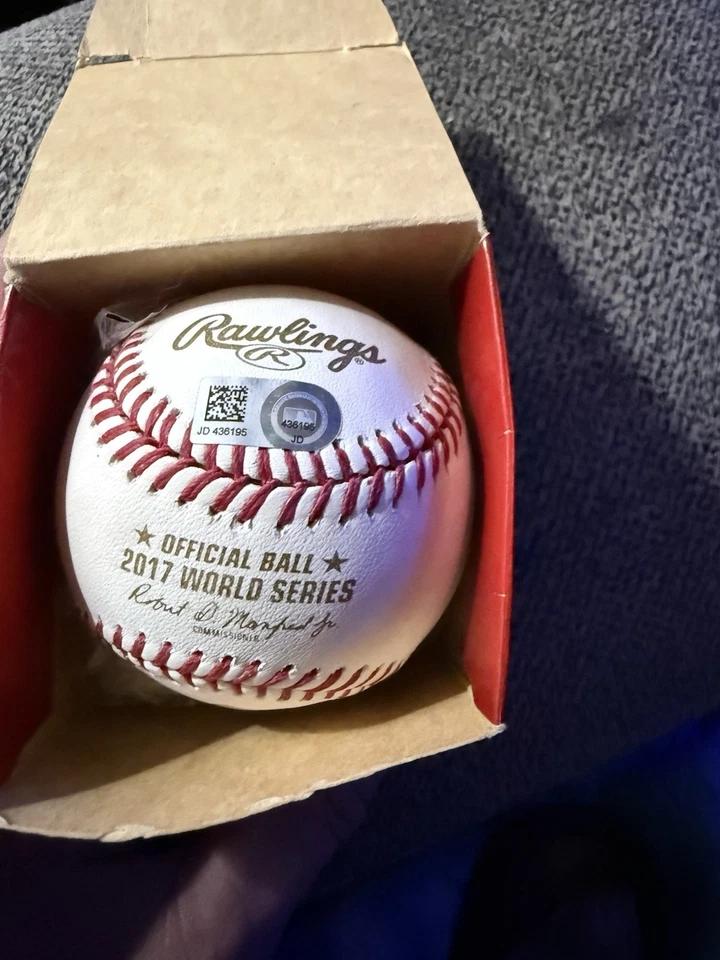 Rawlings®
R
JD 436195
436195
JD
★ OFFICIAL BALL ★
2017 WORLD SERIES
Robert D. Manfred Jr.
COMMISSIONER